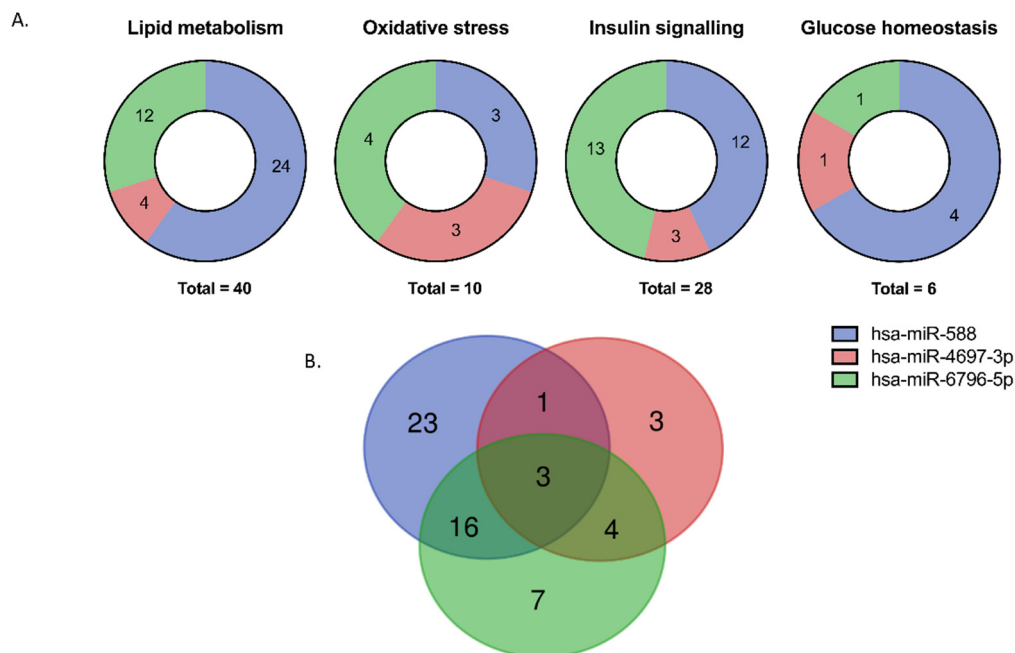 A.
Lipid metabolism
Oxidative stress
Insulin signalling
Glucose homeostasis
12
24
4
Total = 40
4
3
3
Total = 10
13
12
3
Total = 28
1
1
4
Total = 6
hsa-miR-588
hsa-miR-4697-3p
hsa-miR-6796-5p
B.
23
1
3
3
16
4
7